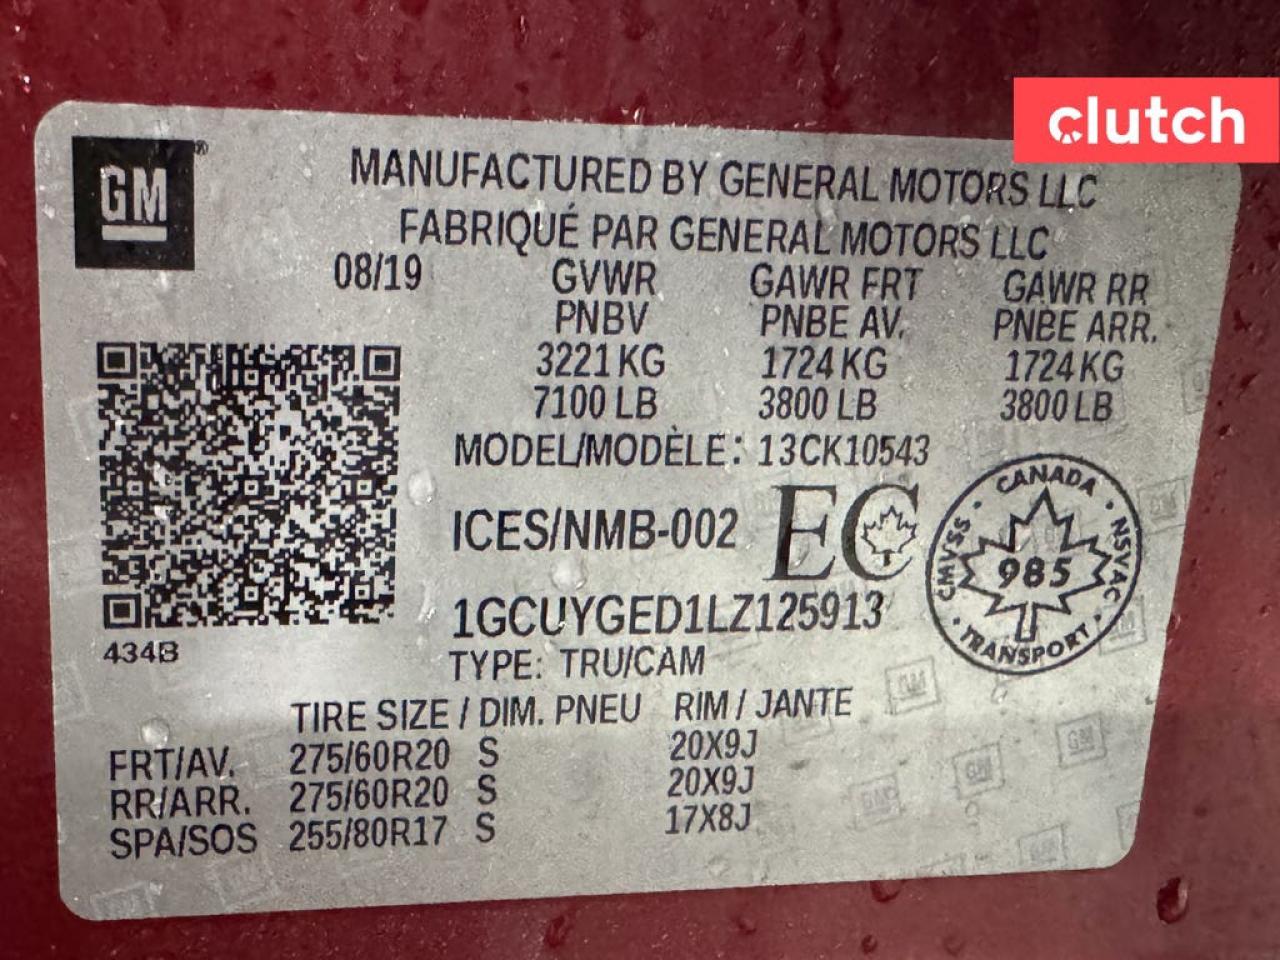 clutch
GM®
MANUFACTURED BY GENERAL MOTORS LLC
FABRIQUÉ PAR GENERAL MOTORS LLC
08/19 GVWR GAWR FRT GAWR RR
PNBV PNBE AV. PNBE ARR.
3221 KG 1724 KG 1724 KG
7100 LB 3800 LB 3800 LB
MODEL/MODÈLE: 13CK10543
ICES/NMB-002 EC
CANADA
CMVSS 985 NSVAC
TRANSPORT
1GCUYGED1LZ125913
434B
TYPE: TRU/CAM
TIRE SIZE / DIM. PNEU RIM / JANTE
FRT/AV. 275/60R20 S 20X9J
RR/ARR. 275/60R20 S 20X9J
SPA/SOS 255/80R17 S 17X8J